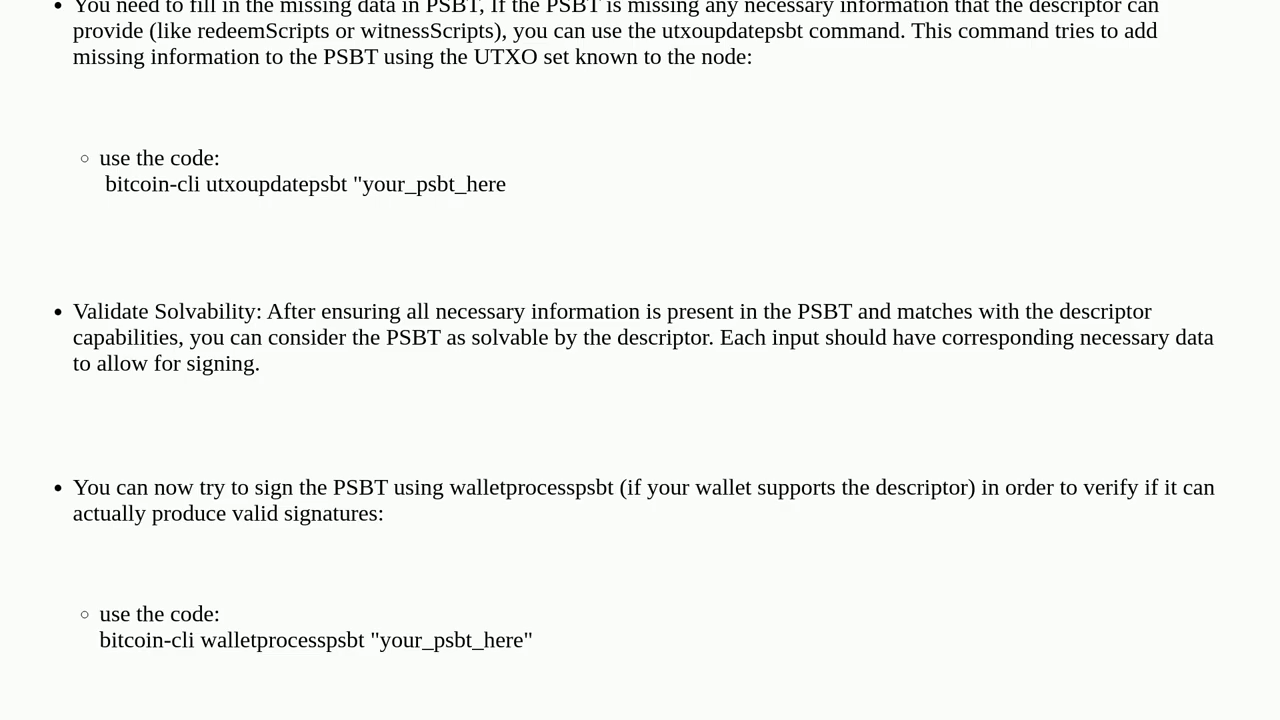 You need to fill in the missing data in PSBT, If the PSBT is missing any necessary information that the descriptor can
provide (like redeemScripts or witnessScripts), you can use the utxoupdatepsbt command. This command tries to add
missing information to the PSBT using the UTXO set known to the node:
use the code:
bitcoin-cli utxoupdatepsbt "your_psbt_here
Validate Solvability: After ensuring all necessary information is present in the PSBT and matches with the descriptor
capabilities, you can consider the PSBT as solvable by the descriptor. Each input should have corresponding necessary data
to allow for signing.
You can now try to sign the PSBT using walletprocesspsbt (if your wallet supports the descriptor) in order to verify if it can
actually produce valid signatures:
use the code:
bitcoin-cli walletprocesspsbt "your_psbt_here"